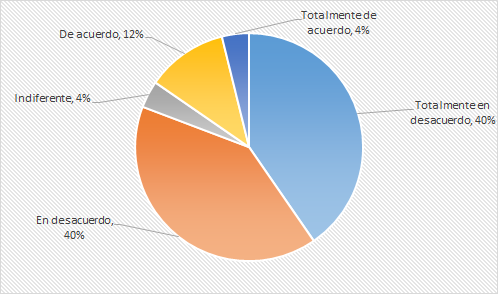 Totalmente de
acuerdo, 4%
De acuerdo, 12%
Indiferente, 4%
Totalmente en
desacuerdo, 40%
En desacuerdo,
40%